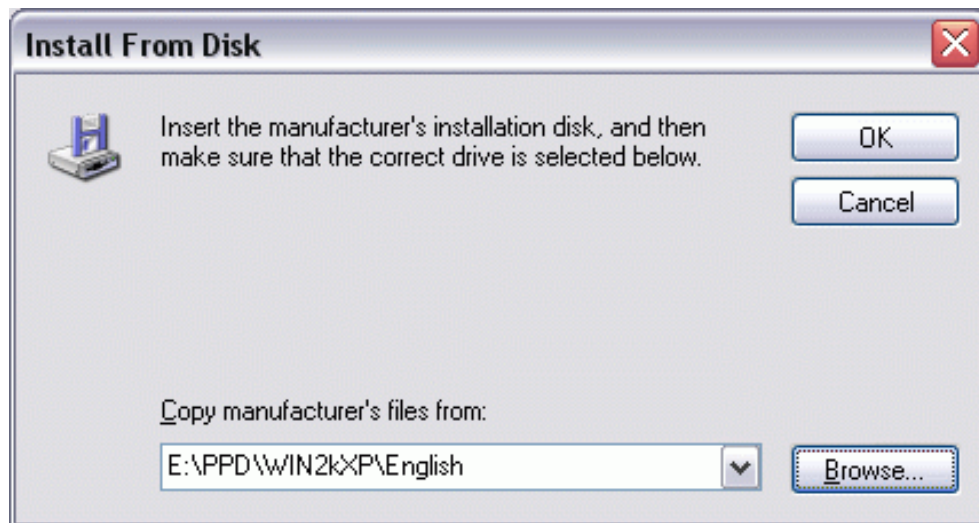 Install From Disk
Insert the manufacturer's installation disk, and then
make sure that the correct drive is selected below.
OK
Cancel
Copy manufacturer's files from:
E:\PPD\WIN2kXP\English
Browse...